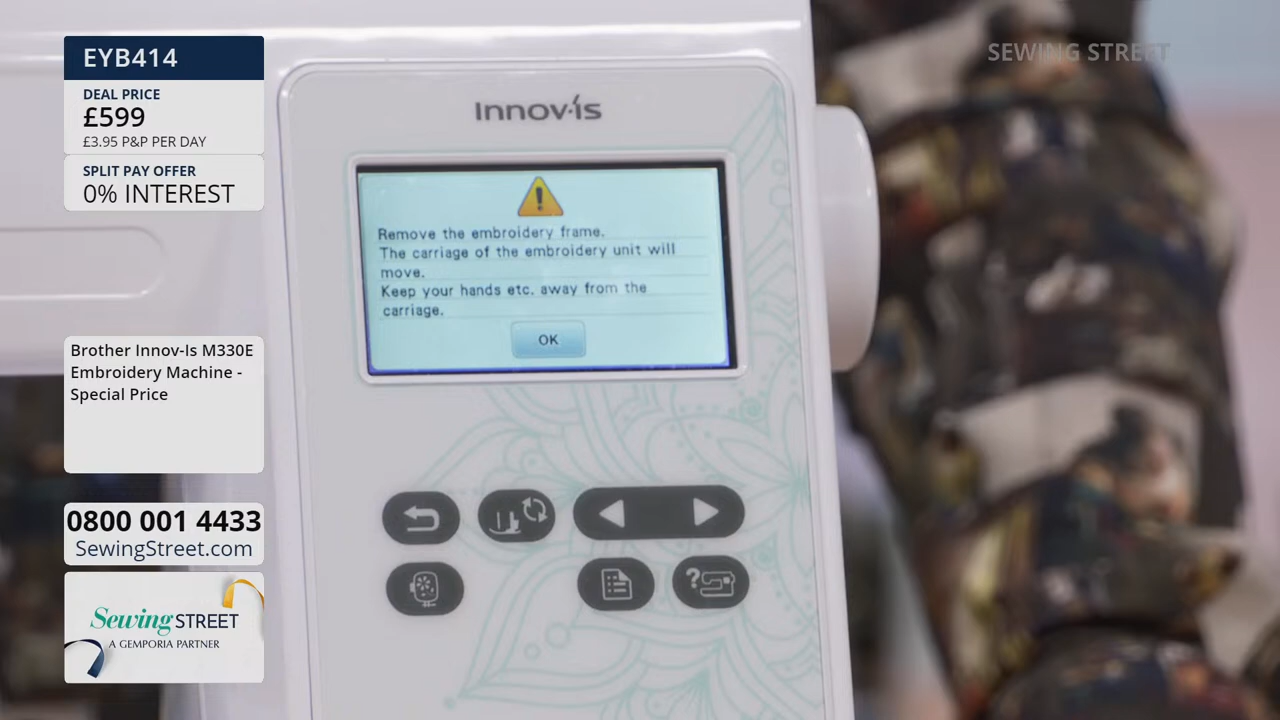 EYB414
DEAL PRICE
£599
£3.95 P&P PER DAY
SPLIT PAY OFFER
0% INTEREST
Brother Innov-Is M330E
Embroidery Machine -
Special Price
0800 001 4433
SewingStreet.com
Sewing STREET
A GEMPORIA PARTNER
SEWING STREET
Innov-ís
Remove the embroidery frame.
The carriage of the embroidery unit will
move.
Keep your hands etc. away from the
carriage.
OK